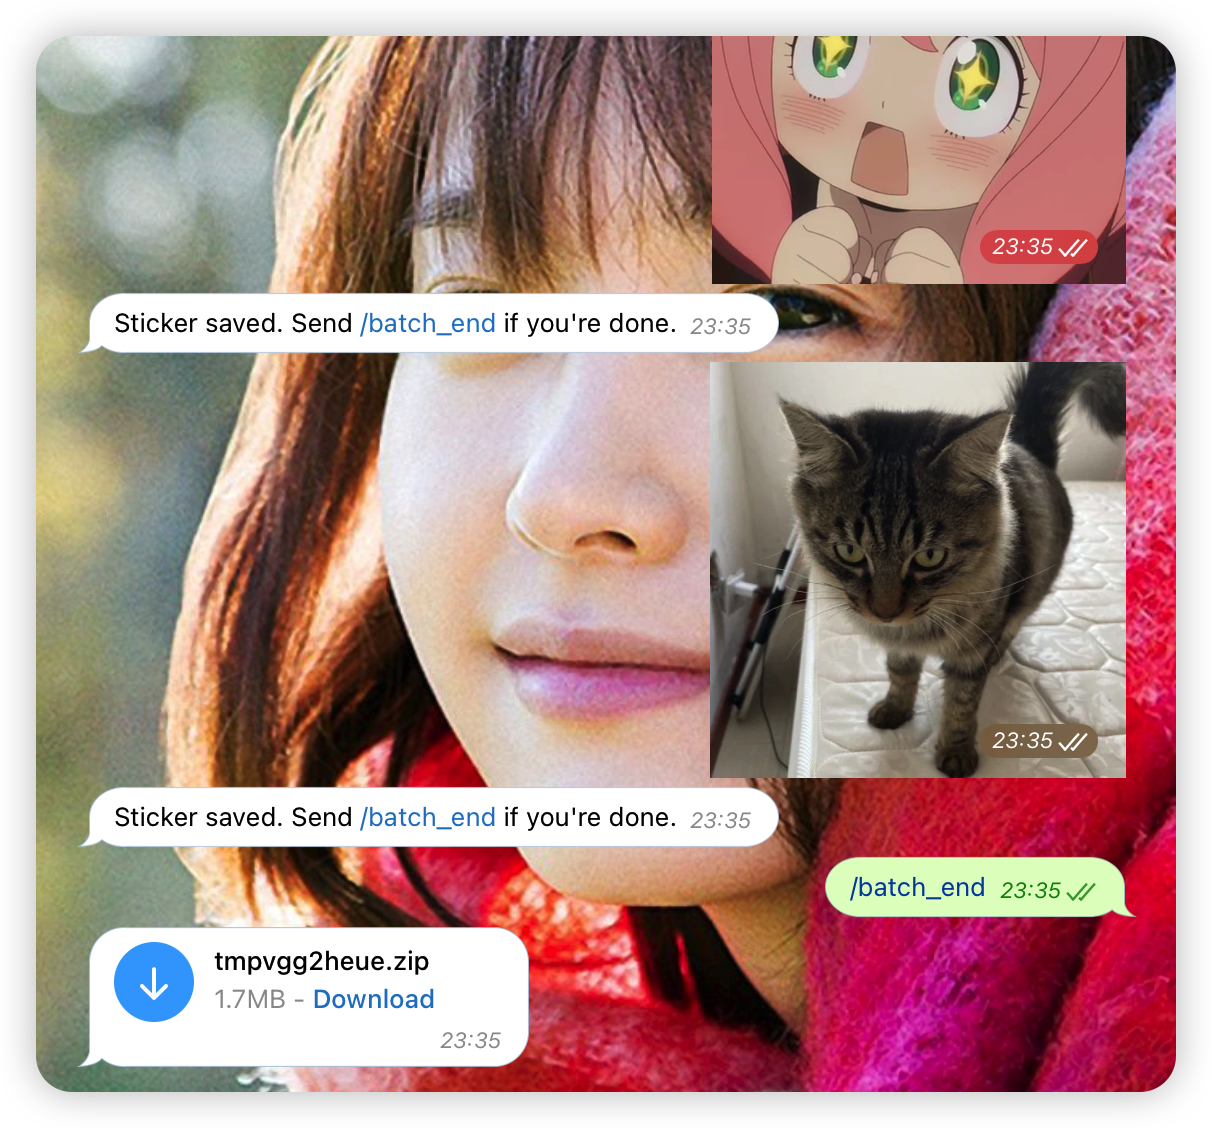 23:35
Sticker saved. Send /batch_end if you're done. 23:35
23:35
Sticker saved. Send /batch_end if you're done. 23:35
/batch_end 23:35
tmpvgg2heue.zip
1.7MB - Download
23:35